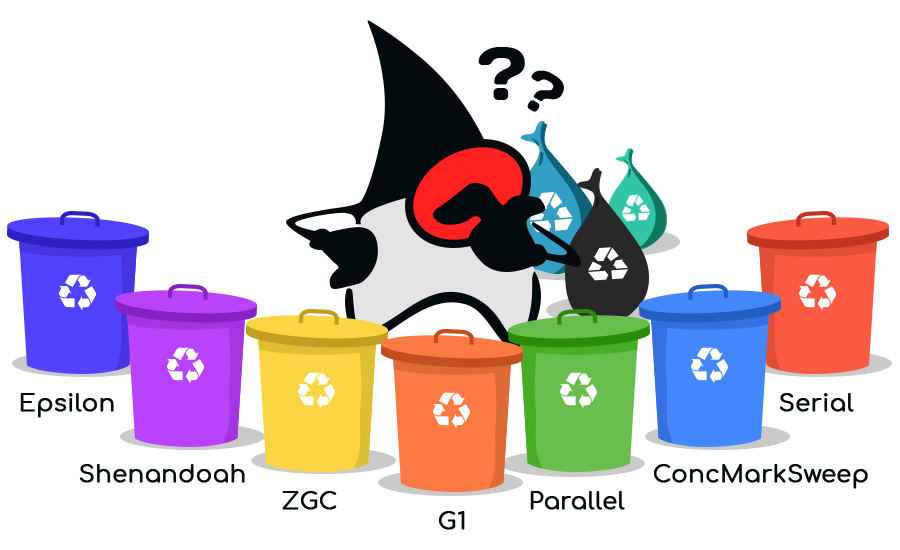 ??
Epsilon
Serial
Shenandoah
ConcMarkSweep
ZGC
Parallel
G1